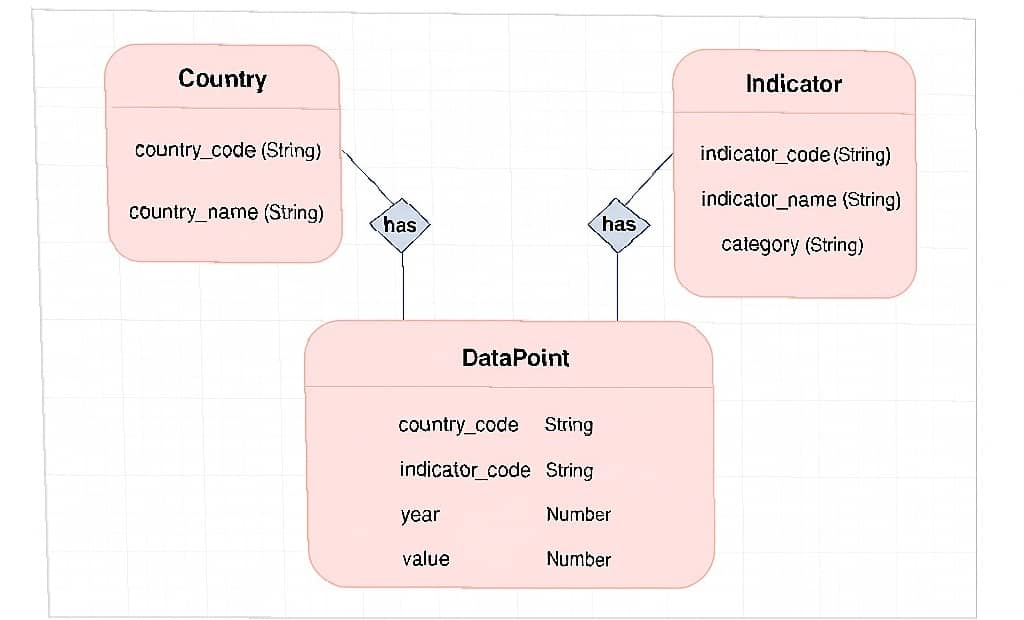 Country
country_code (String)
country_name (String)
Indicator
indicator_code (String)
indicator_name (String)
category (String)
has
has
DataPoint
country_code String
indicator_code String
year Number
value Number